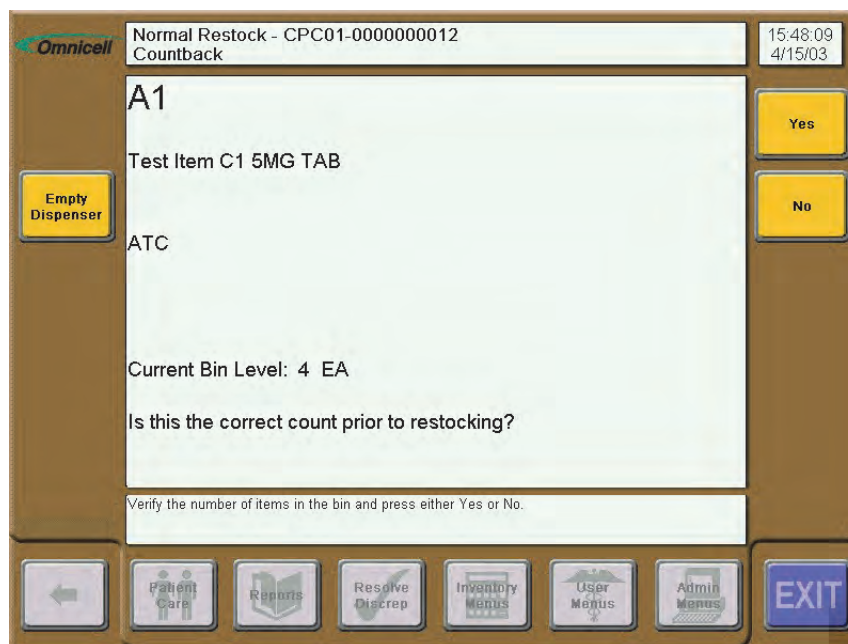 Omnicell
Normal Restock - CPC01-0000000012
Countback
15:48:09
4/15/03
A1
Test Item C1 5MG TAB
ATC
Current Bin Level: 4 EA
Is this the correct count prior to restocking?
Empty
Dispenser
Yes
No
Verify the number of items in the bin and press either Yes or No.
Patient
Care
Reports
Resolve
Discrep
Inventory
Menus
User
Menus
Admin
Menus
EXIT